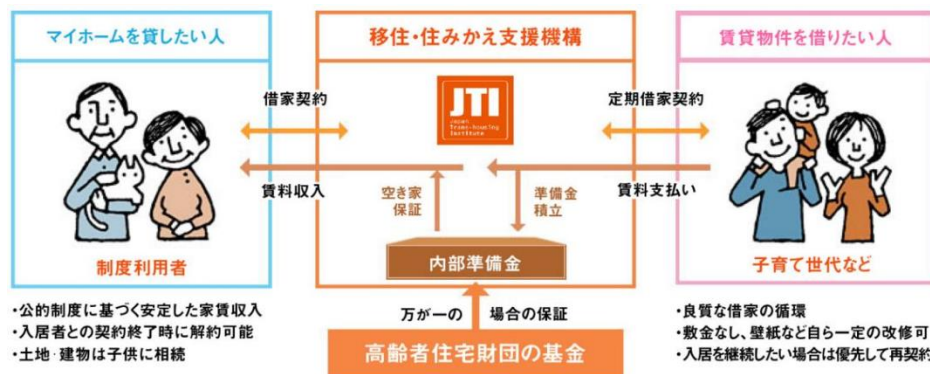 マイホームを貸したい人
移住・住みかえ支援機構
賃貸物件を借りたい人
JTI
Japan
Trans-housing
Institute
借家契約
定期借家契約
賃料収入
賃料支払い
空き家
保証
準備金
積立
内部準備金
制度利用者
子育て世代など
・公的制度に基づく安定した家賃収入
・入居者との契約終了時に解約可能
・土地・建物は子供に相続
万が一の 場合の保証
高齢者住宅財団の基金
・良質な借家の循環
・敷金なし、壁紙など自ら一定の改修可
・入居を継続したい場合は優先して再契約